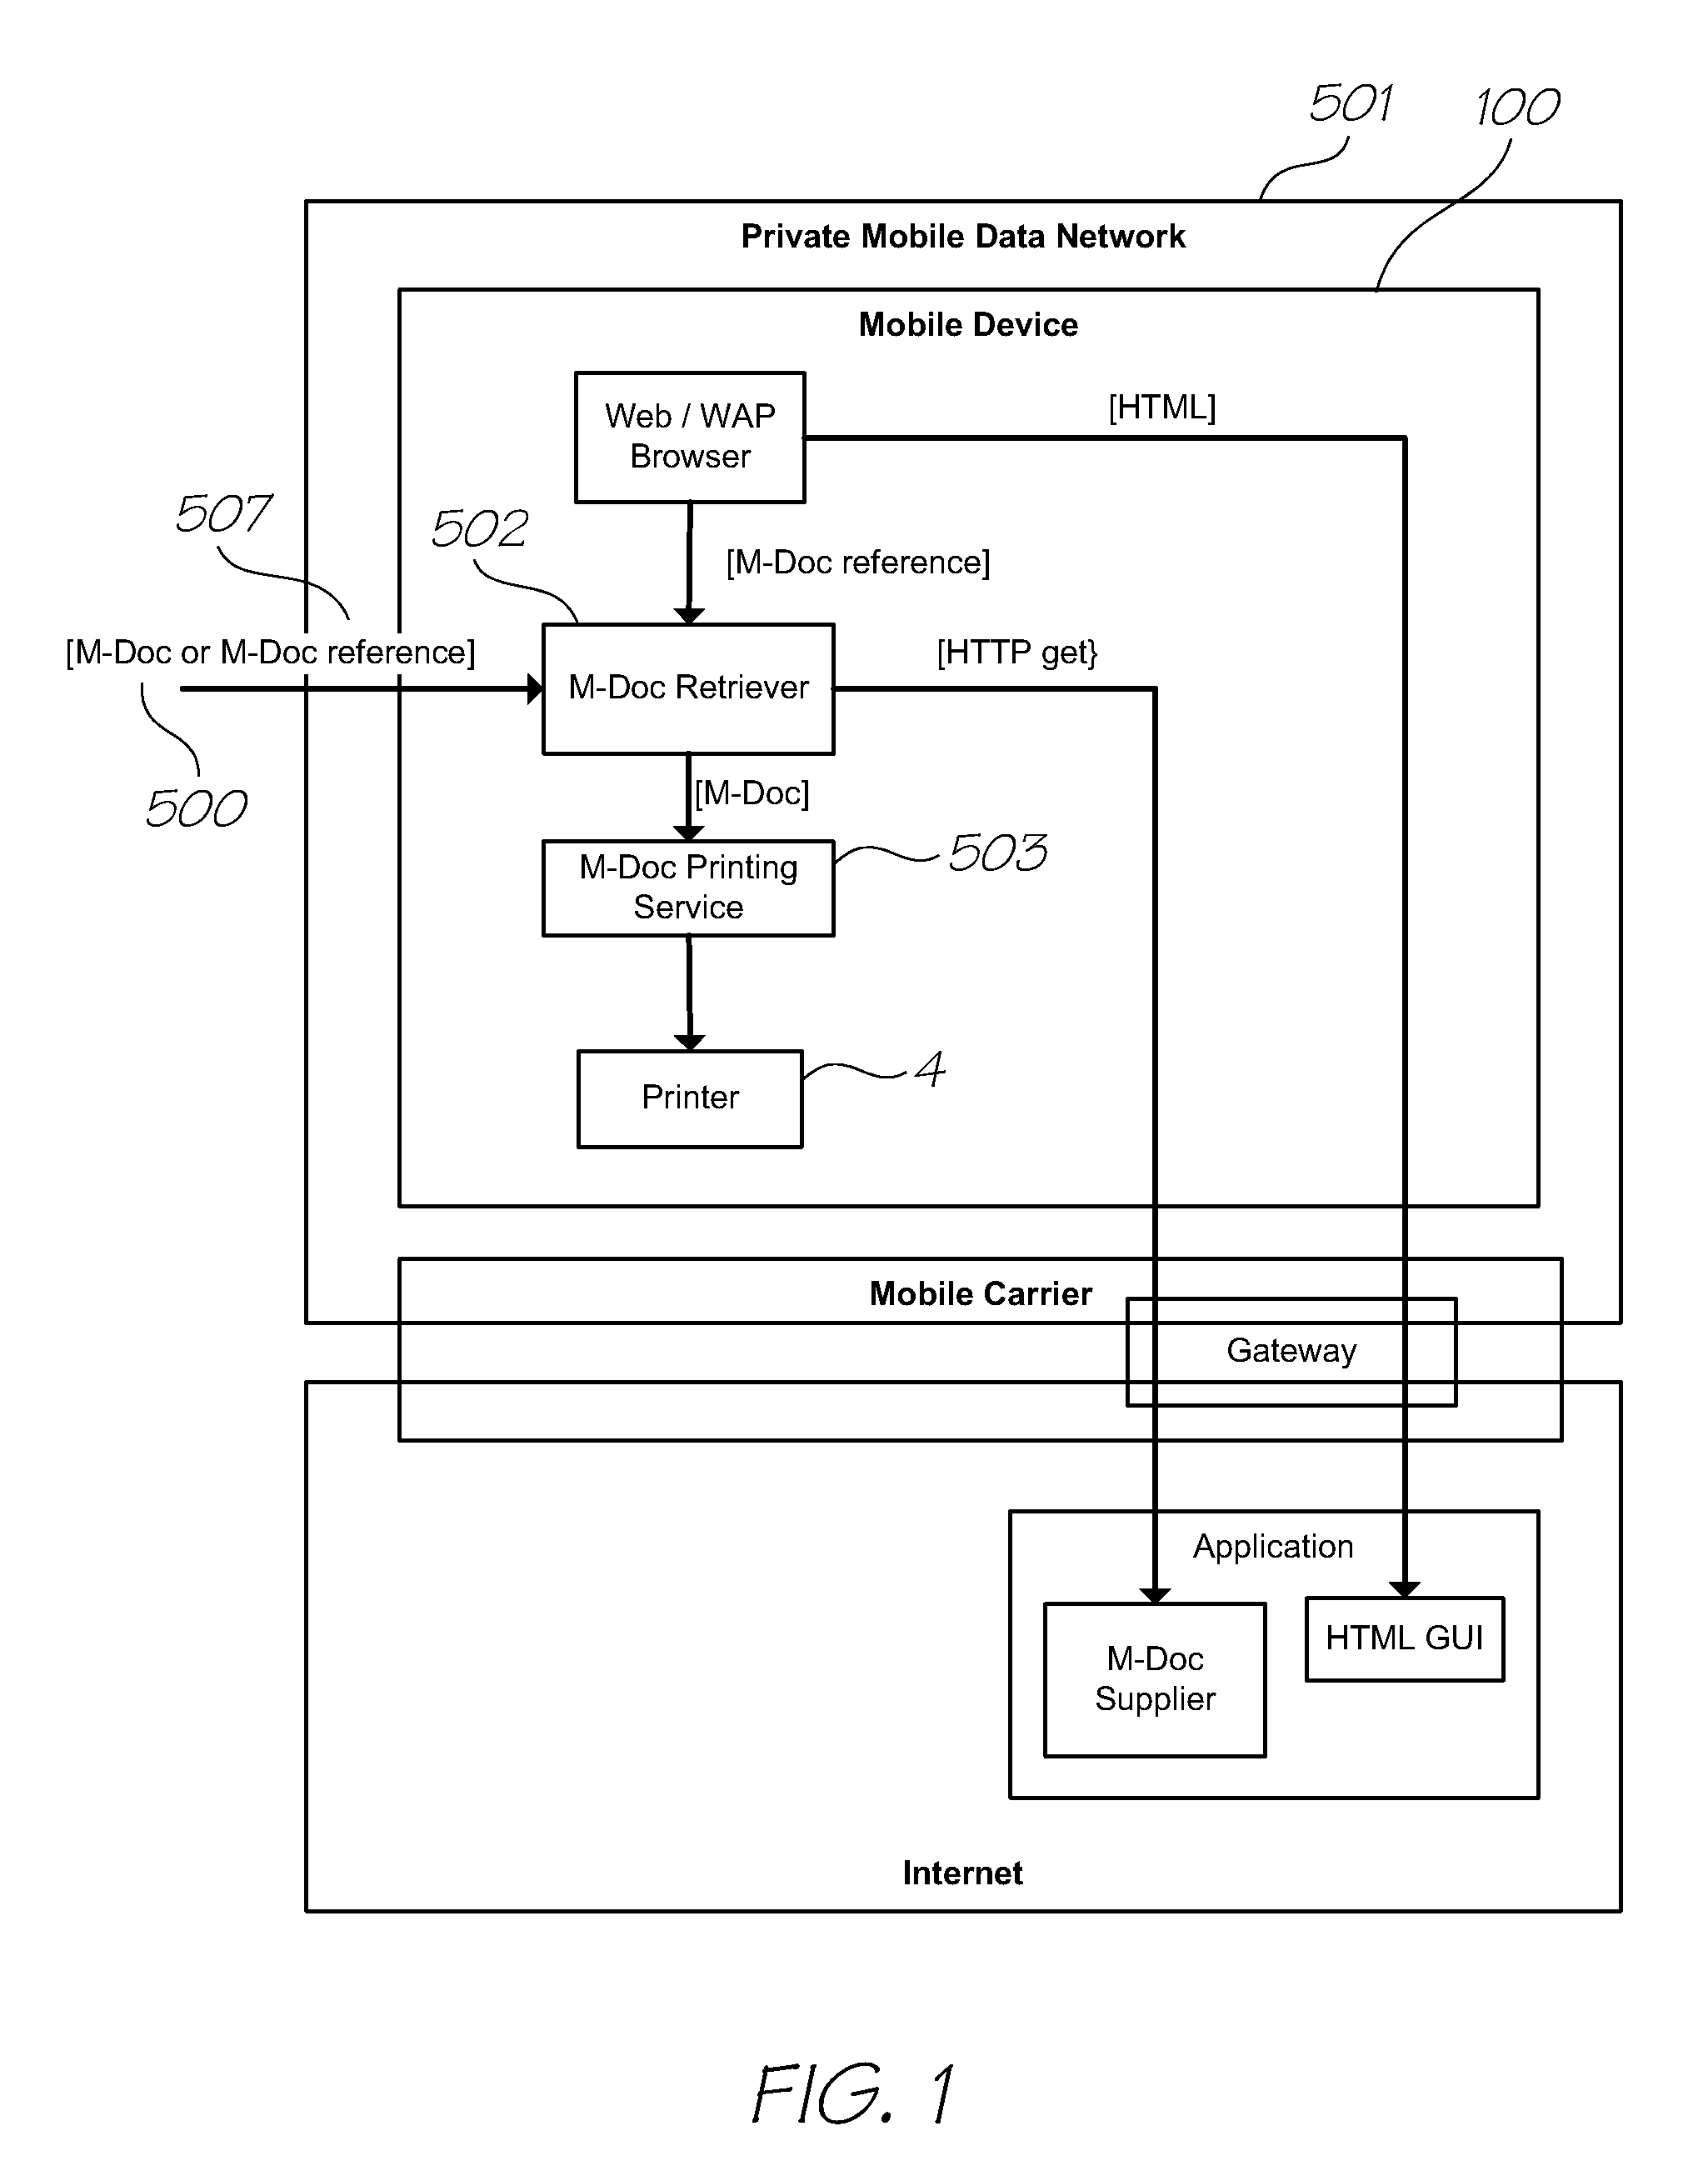 501
100
Private Mobile Data Network
Mobile Device
Web / WAP
Browser
[HTML]
507
502
[M-Doc reference]
[M-Doc or M-Doc reference]
[HTTP get}
M-Doc Retriever
500
[M-Doc]
M-Doc Printing
Service
503
Printer
4
Mobile Carrier
Gateway
Application
M-Doc
Supplier
HTML GUI
Internet
FIG. 1